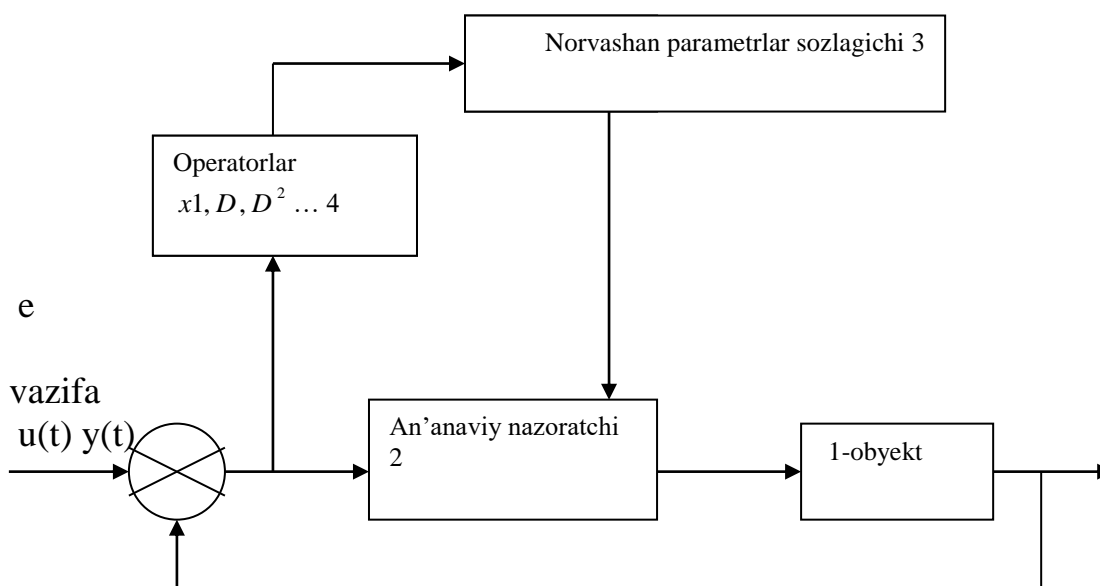 Norvashan parametrlar sozlagichi 3
Operatorlar
x1, D, D² … 4
e
vazifa
u(t) y(t)
An’anaviy nazoratchi
2
1-obyekt